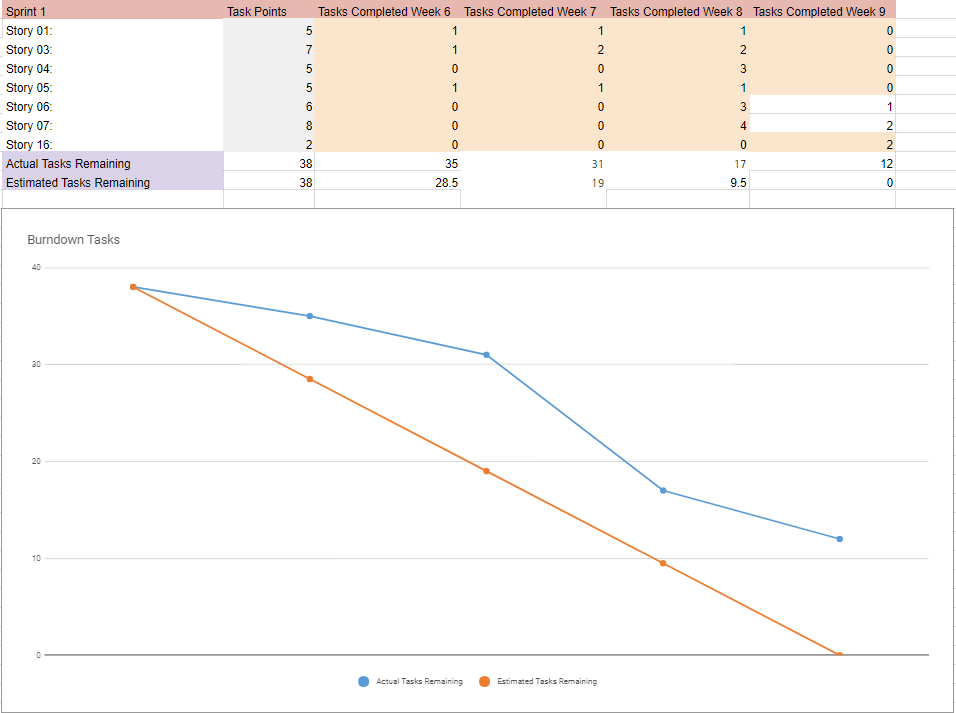 Sprint 1 Task Points Tasks Completed Week 6 Tasks Completed Week 7 Tasks Completed Week 8 Tasks Completed Week 9
Story 01: 5 1 1 1 0
Story 03: 7 1 2 2 0
Story 04: 5 0 0 3 0
Story 05: 5 1 1 1 0
Story 06: 6 0 0 3 1
Story 07: 8 0 0 4 2
Story 16: 2 0 0 0 2
Actual Tasks Remaining 38 35 31 17 12
Estimated Tasks Remaining 38 28.5 19 9.5 0
Burndown Tasks
40
30
20
10
0
Actual Tasks Remaining Estimated Tasks Remaining